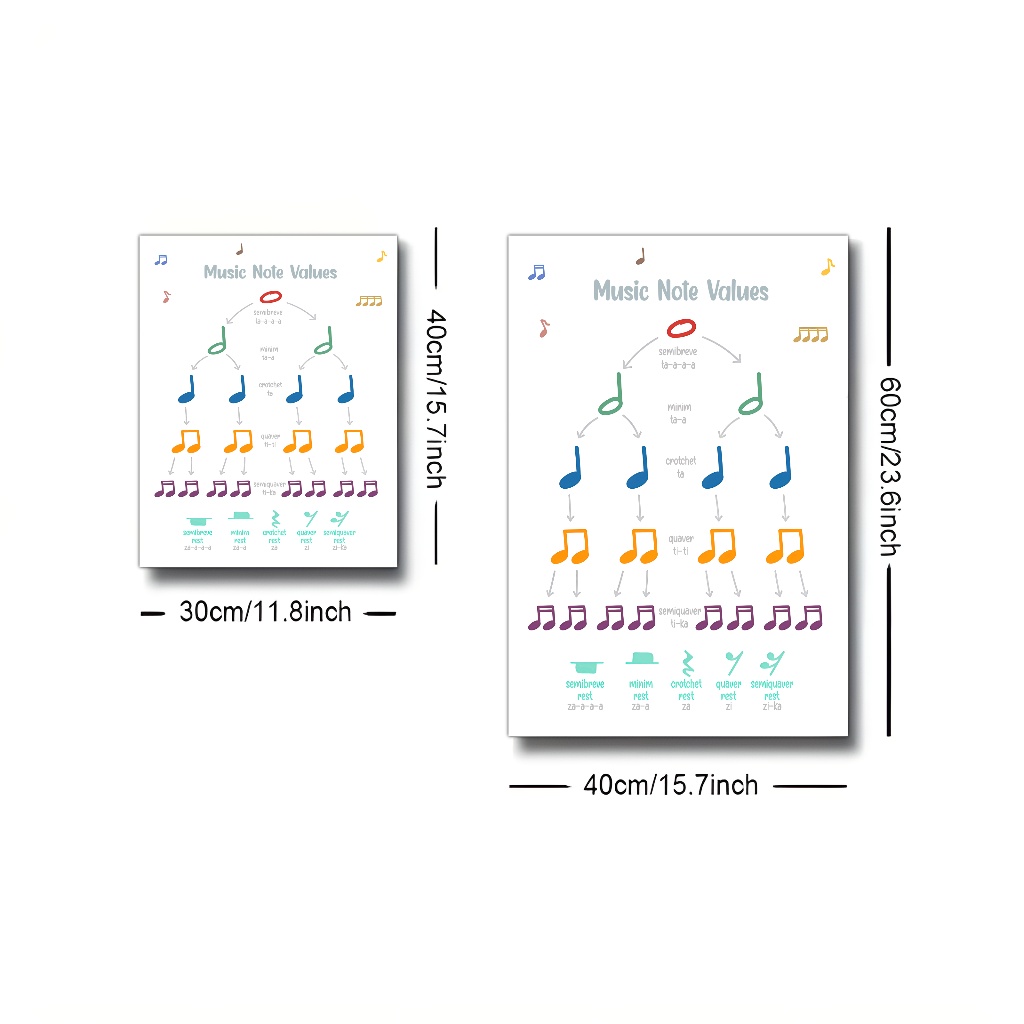 Music Note Values
semibreve
ta-a-a-a
minim
ta-a
crotchet
ta
quaver
ti-ti
semiquaver
ti-ka
semibreve
rest
za-a-a-a
minim
rest
za-a
crotchet
rest
za
quaver
rest
zi
semiquaver
rest
zi-ka
40cm/15.7inch
30cm/11.8inch
Music Note Values
semibreve
ta-a-a-a
minim
ta-a
crotchet
ta
quaver
ti-ti
semiquaver
ti-ka
semibreve
rest
za-a-a-a
minim
rest
za-a
crotchet
rest
za
quaver
rest
zi
semiquaver
rest
zi-ka
60cm/23.6inch
40cm/15.7inch